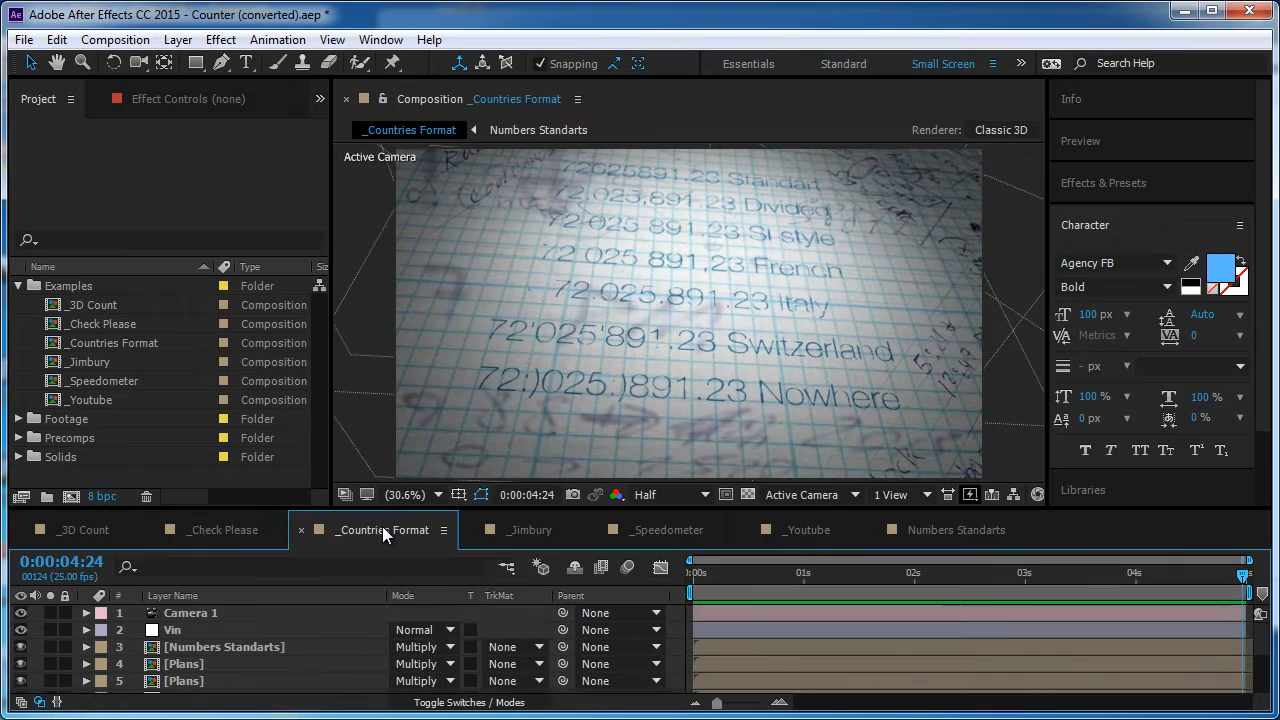 Adobe After Effects CC 2015 - Counter (converted).aep *
File Edit Composition Layer Effect Animation View Window Help
Snapping Essentials Standard Small Screen Search Help
Project Effect Controls (none)
Composition _Countries Format
_Countries Format Numbers Standarts Renderer: Classic 3D
Active Camera
72025891.23 Standart
72,025,891.23 Divided
72 025 891.23 SI style
72 025 891,23 French
72.025.891,23 Italy
72'025'891.23 Switzerland
72:)025:)891.23 Nowhere
Name Type Siz
Examples Folder
_3D Count Composition
_Check Please Composition
_Countries Format Composition
_Jimbury Composition
_Speedometer Composition
_Youtube Composition
Footage Folder
Precomps Folder
Solids Folder
8 bpc
(30.6%) 0:00:04:24 Half Active Camera 1 View
Info
Preview
Effects & Presets
Character
Agency FB
Bold
100 px Auto
Metrics 0
- px
100 % 100 %
0 px 0 %
T T TT Tт T¹ T₁
Libraries
_3D Count _Check Please _Countries Format _Jimbury _Speedometer _Youtube Numbers Standarts
0:00:04:24
00124 (25.00 fps)
:00s 01s 02s 03s 04s
# Layer Name Mode T TrkMat Parent
1 Camera 1 None
2 Vin Normal None
3 [Numbers Standarts] Multiply None None
4 [Plans] Multiply None None
5 [Plans] Multiply None None
Toggle Switches / Modes